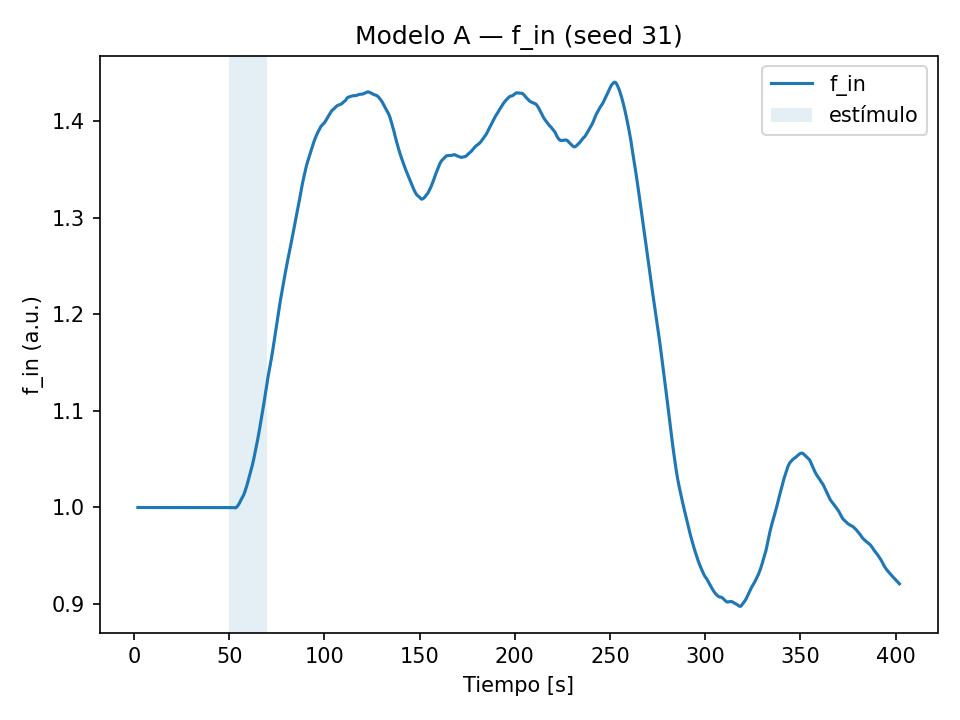 Modelo A — f_in (seed 31)
f_in
estímulo
f_in (a.u.)
1.4
1.3
1.2
1.1
1.0
0.9
0 50 100 150 200 250 300 350 400
Tiempo [s]